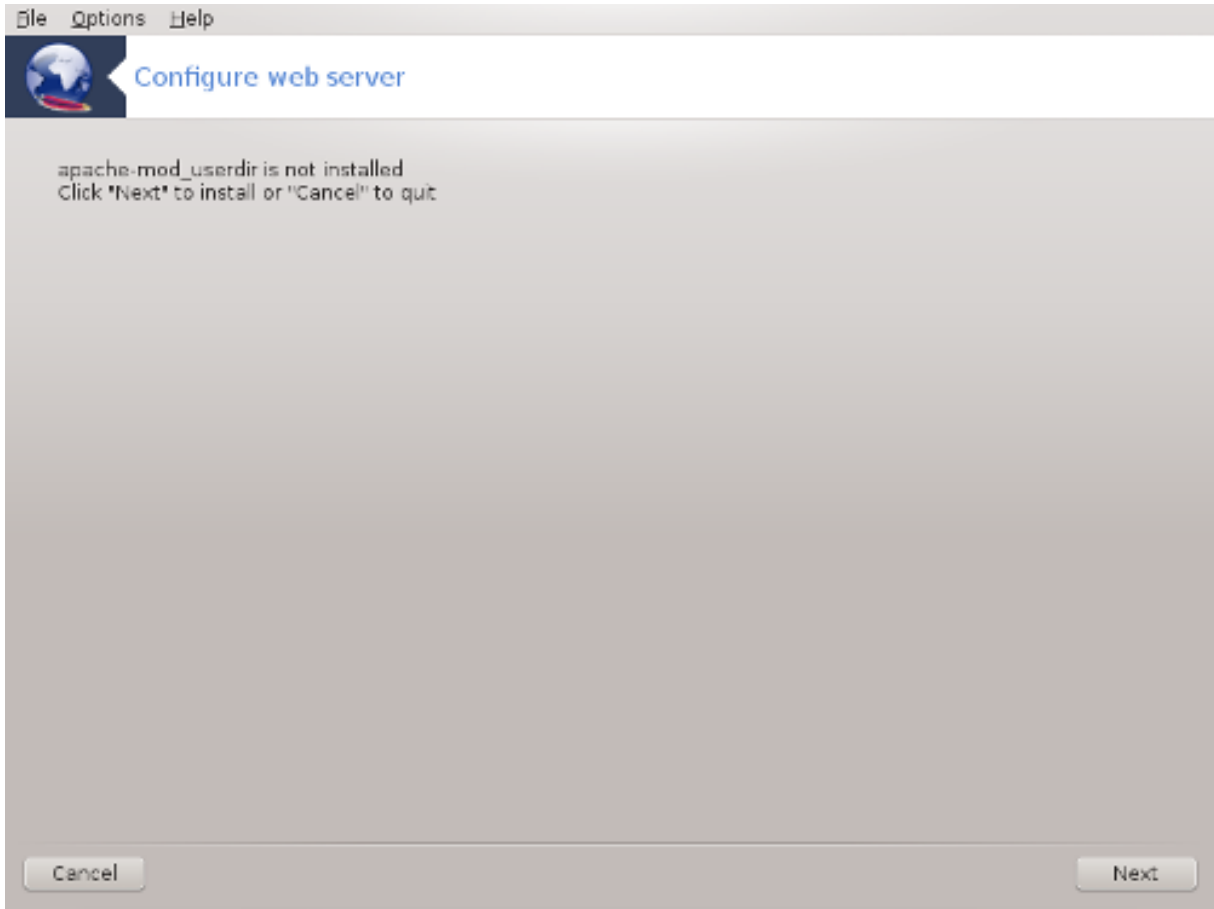 File Options Help
Configure web server
apache-mod_userdir is not installed
Click "Next" to install or "Cancel" to quit
Cancel Next